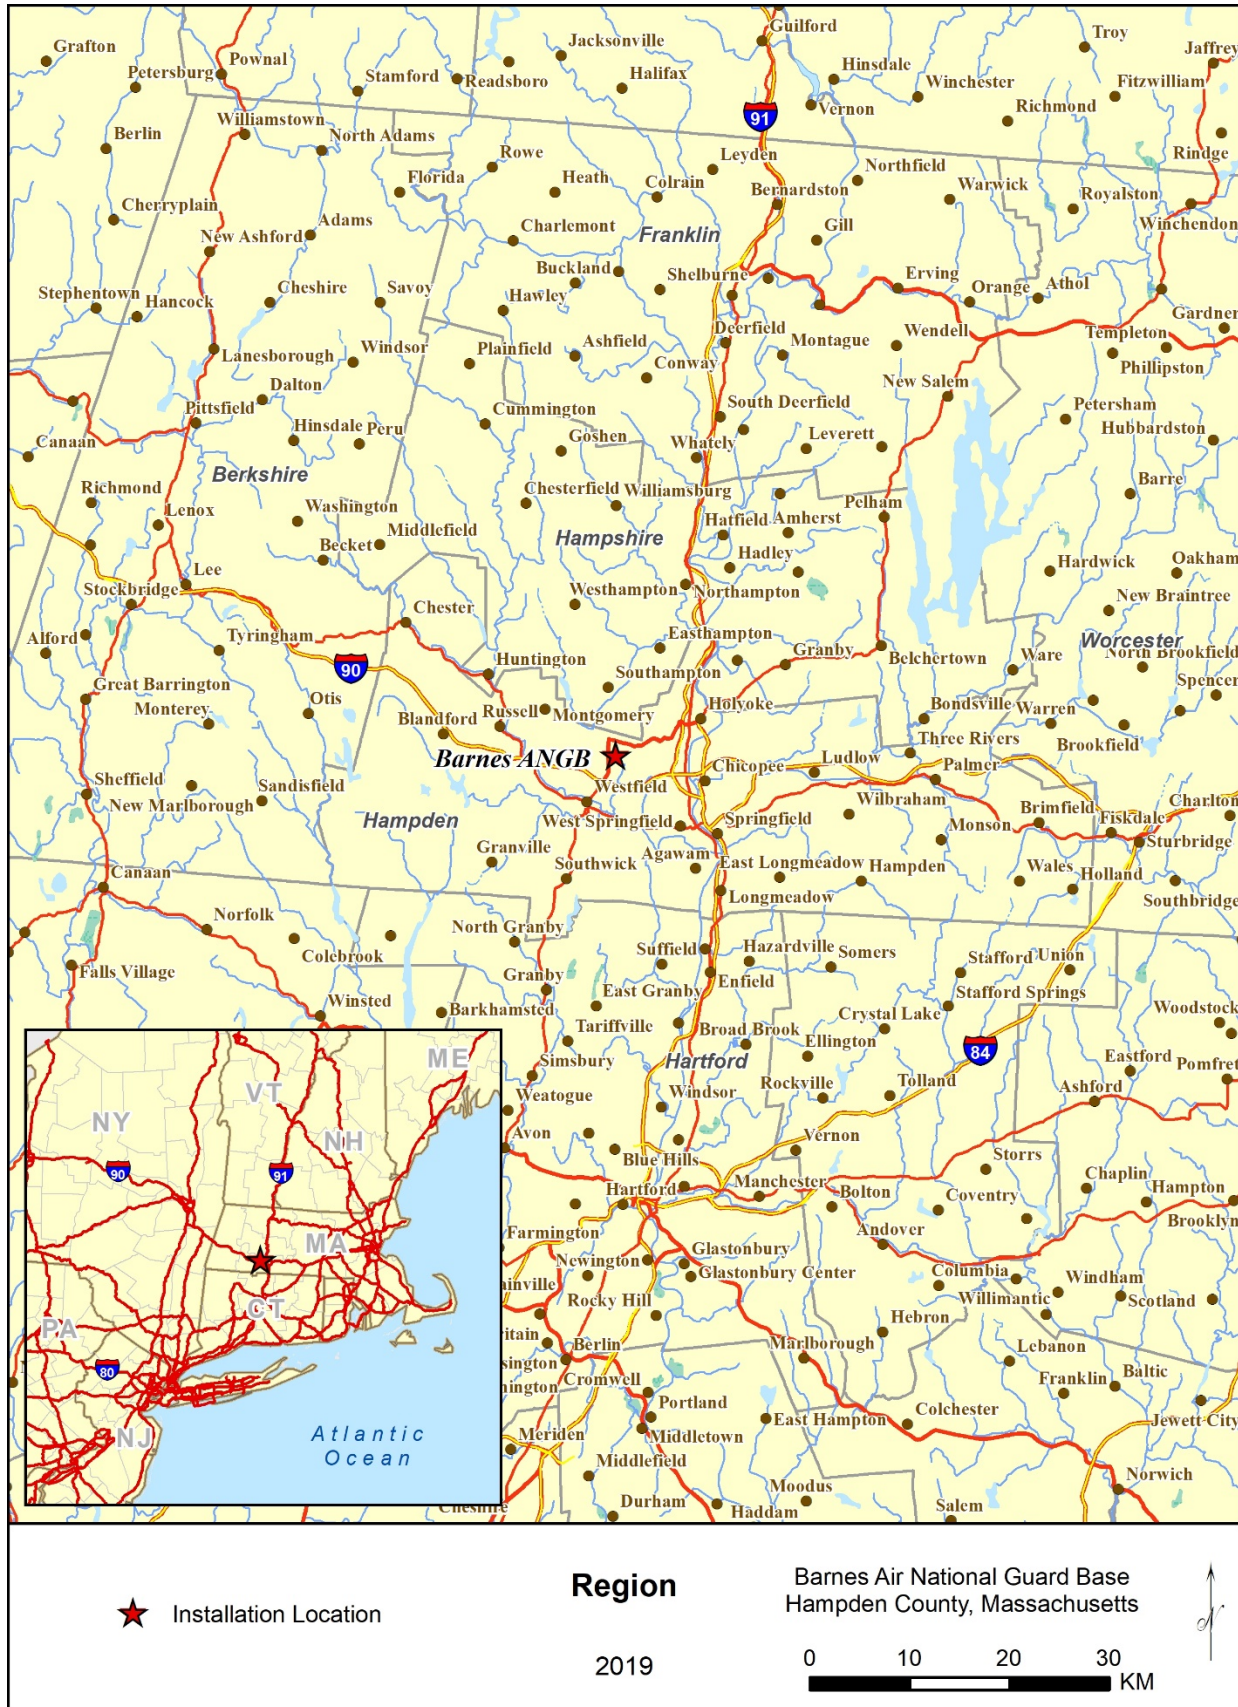 Guilford
Troy
Grafton
Jacksonville
Jaffrey
Pownal
Petersburg
Stamford
Readsboro
Halifax
Hinsdale
Winchester
Fitzwilliam
Vernon
Richmond
91
Williamstown
North Adams
Berlin
Rindge
Rowe
Leyden
Northfield
Florida
Heath
Colrain
Bernardston
Warwick
Royalston
Cherryplain
Adams
Winchendon
Charlemont
Franklin
Gill
New Ashford
Buckland
Shelburne
Erving
Stephentown
Hancock
Cheshire
Savoy
Hawley
Orange
Athol
Gardner
Deerfield
Wendell
Templeton
Lanesborough
Windsor
Plainfield
Ashfield
Montague
Conway
Phillipston
Dalton
New Salem
Pittsfield
Cummington
South Deerfield
Petersham
Canaan
Hinsdale
Peru
Goshen
Whately
Leverett
Hubbardston
Berkshire
Richmond
Chesterfield
Williamsburg
Barre
Lenox
Washington
Pelham
Middlefield
Hampshire
Hatfield
Amherst
Becket
Hadley
Lee
Hardwick
Oakham
Stockbridge
Westhampton
Northampton
New Braintree
Chester
Alford
Tyringham
Easthampton
Worcester
90
Huntington
Granby
Belchertown
Ware
North Brookfield
Southampton
Great Barrington
Spencer
Monterey
Otis
Blandford
Russell
Montgomery
Holyoke
Bondsville
Warren
Barnes ANGB
Three Rivers
Brookfield
Sheffield
Sandisfield
Westfield
Chicopee
Ludlow
Palmer
New Marlborough
Wilbraham
Brimfield
Charlton
Hampden
West Springfield
Springfield
Monson
Fiskdale
Sturbridge
Granville
Southwick
Agawam
East Longmeadow
Hampden
Wales
Holland
Canaan
Longmeadow
Southbridge
Norfolk
North Granby
Colebrook
Suffield
Hazardville
Somers
Stafford
Union
Falls Village
Granby
Enfield
East Granby
Stafford Springs
Winsted
Barkhamsted
Woodstock
Tariffville
Broad Brook
Crystal Lake
Simsbury
Hartford
Ellington
84
Eastford
Pomfret
Weatogue
Windsor
Rockville
Tolland
Ashford
Avon
Vernon
Blue Hills
Storrs
Hartford
Manchester
Bolton
Chaplin
Hampton
Coventry
Brooklyn
Farmington
Andover
Newington
Glastonbury
Glastonbury Center
Columbia
Windham
ainville
Rocky Hill
Willimantic
Scotland
Hebron
ritain
Berlin
Marlborough
Lebanon
sington
Cromwell
Franklin
Baltic
nington
Portland
East Hampton
Colchester
Jewett City
Meriden
Middletown
Middlefield
Moodus
Norwich
Cheshire
Durham
Haddam
Salem
ME
VT
NY
NH
90
91
MA
CT
PA
80
NJ
Atlantic
Ocean
Region
2019
Installation Location
Barnes Air National Guard Base
Hampden County, Massachusetts
N
0 10 20 30
KM